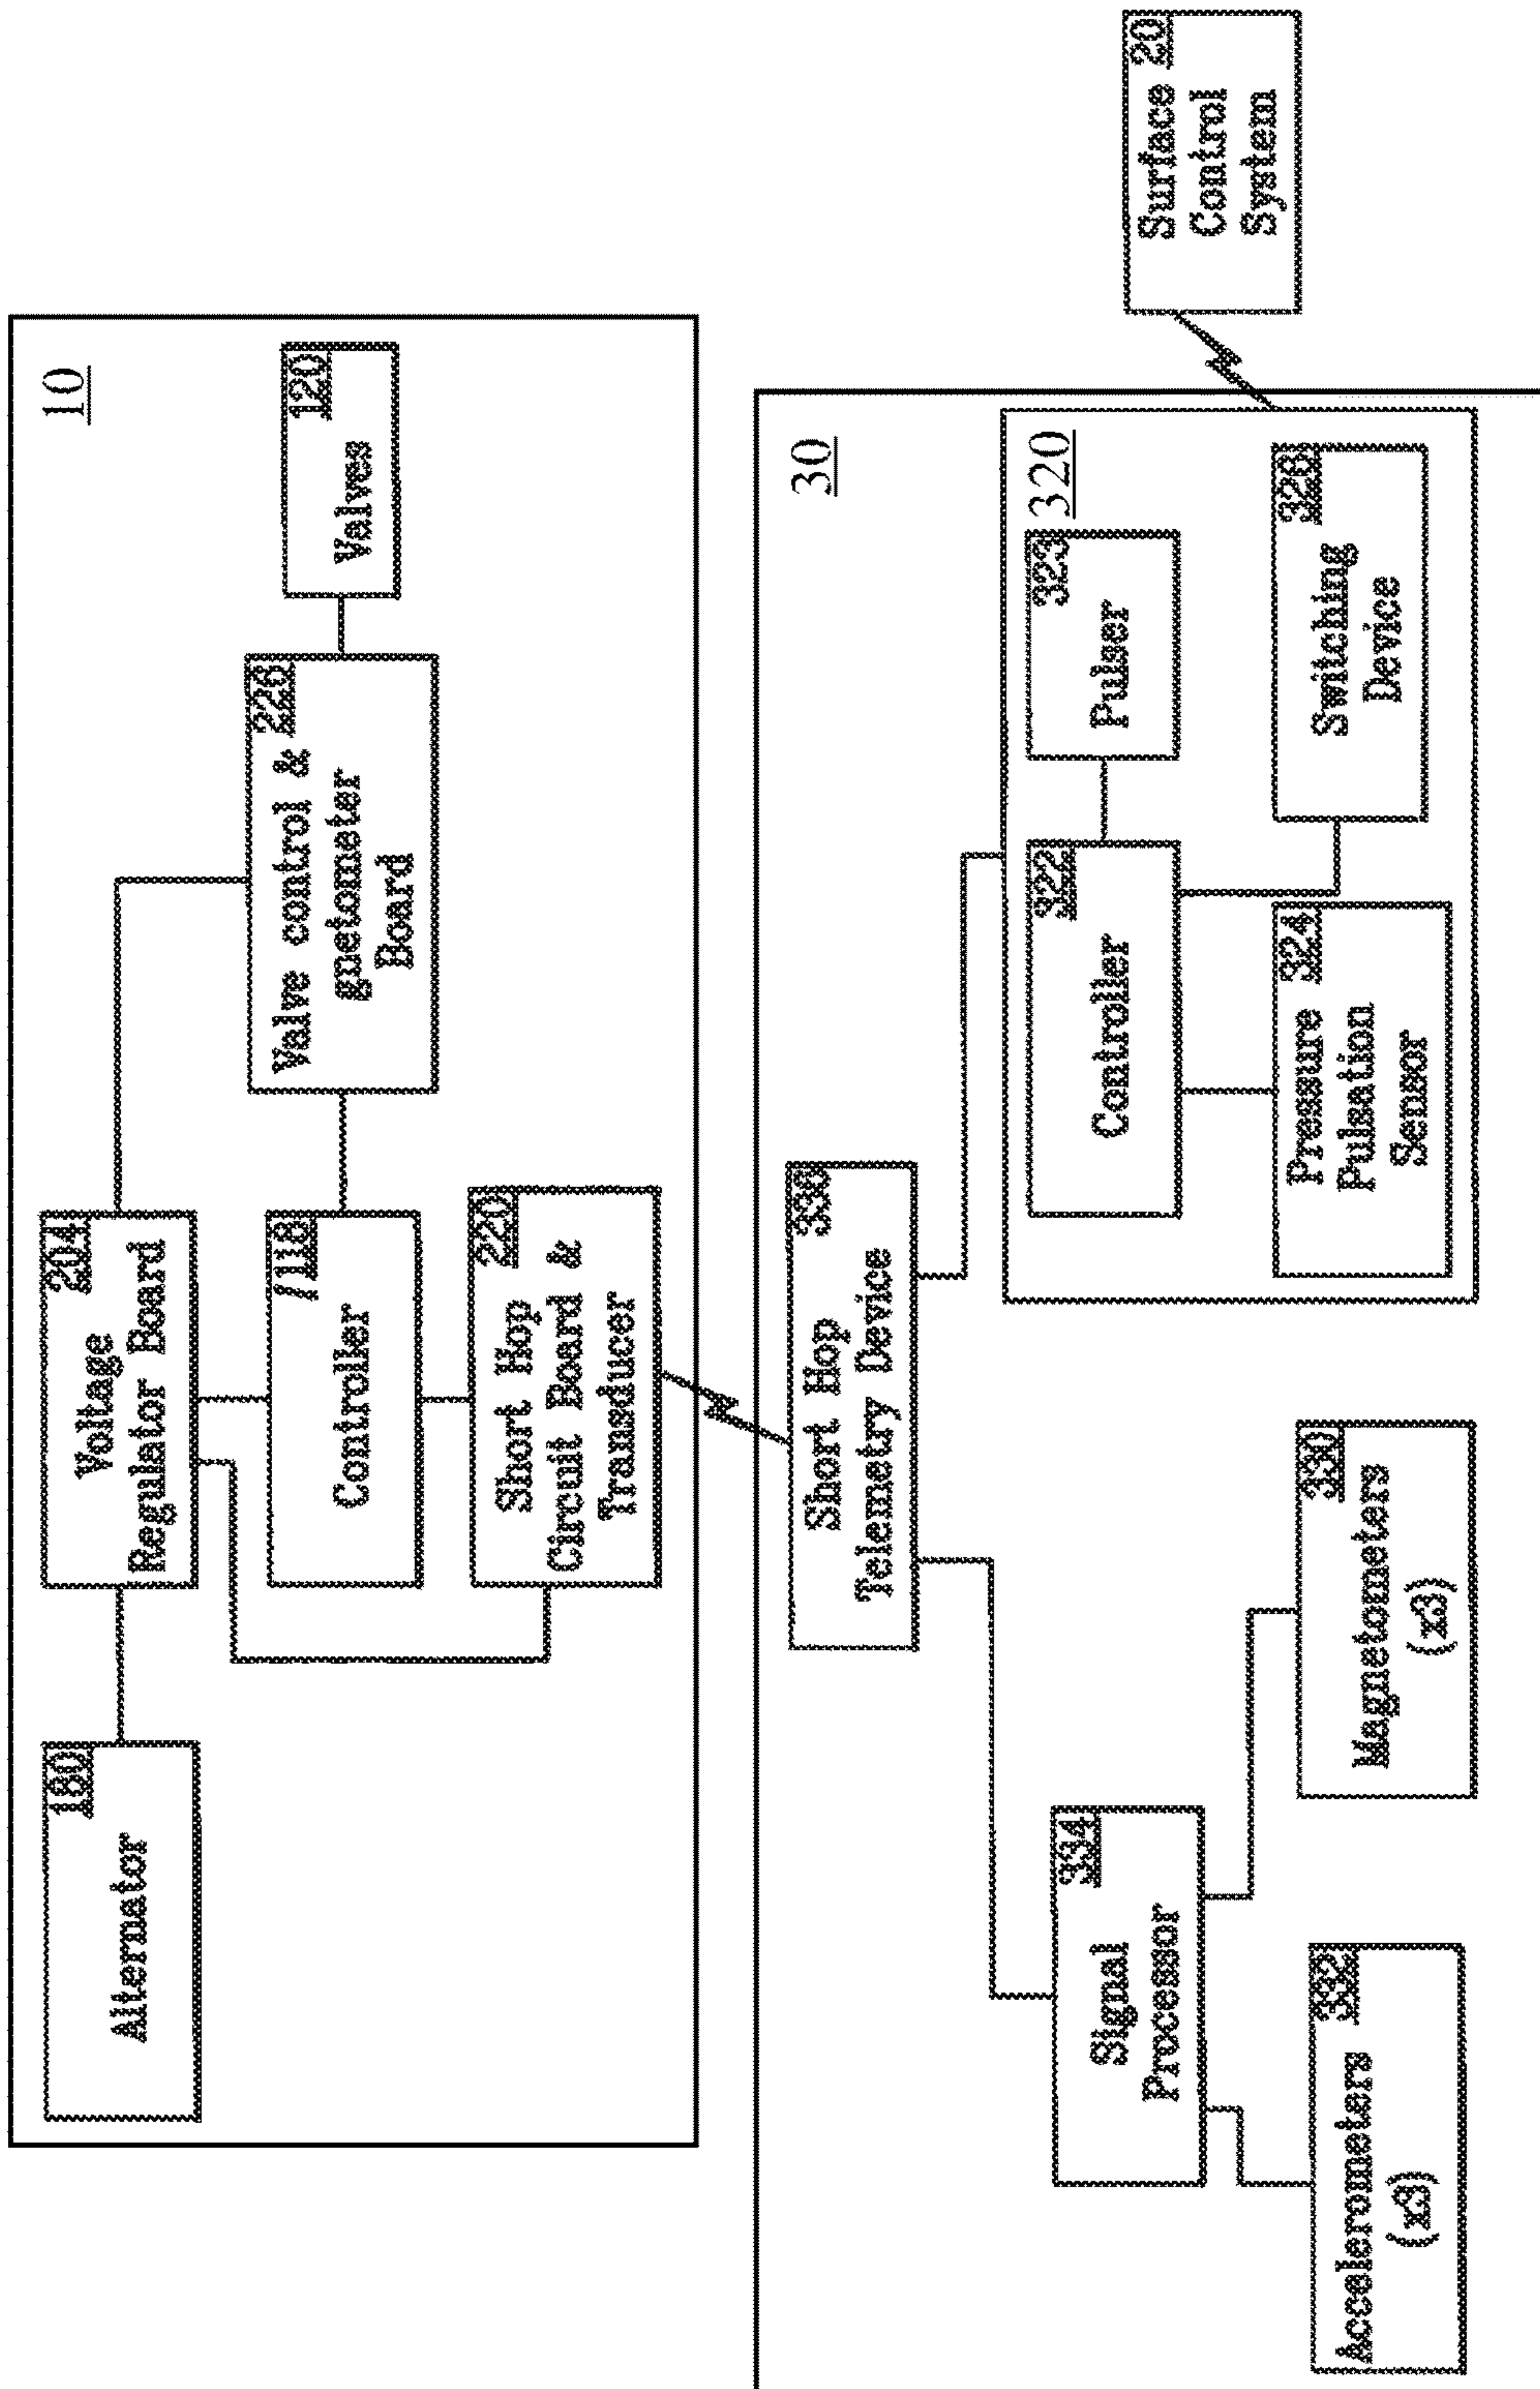 10
Alternator
180
Voltage
204
Regulator Board
Controller
/118
Short Hop
220
Circuit Board &
Transducer
Valve control &
226
gnetometer
Board
Valves
120
30
Short Hop
Telemetry Device
Signal
334
Processor
Accelerometers
332
(x3)
Magnetometers
330
(x3)
320
Controller
322
Pulser
323
Pressure
324
Pulsation
Sensor
Switching
Device
Surface
20
Control
System